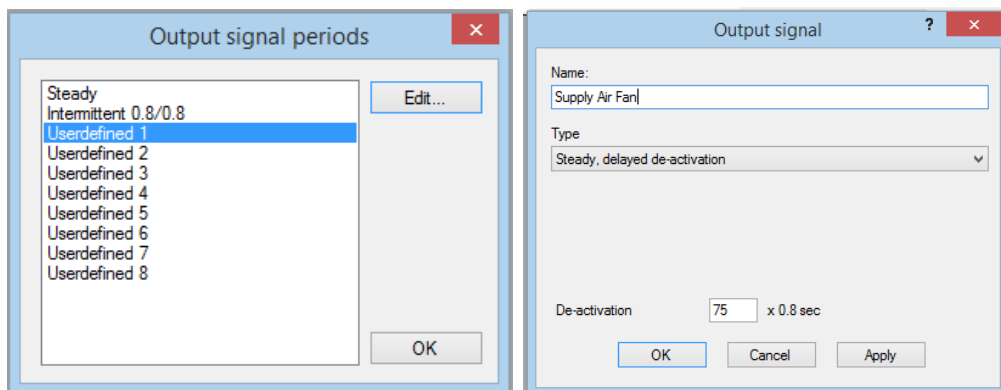 Output signal periods
Steady
Intermittent 0.8/0.8
Userdefined 1
Userdefined 2
Userdefined 3
Userdefined 4
Userdefined 5
Userdefined 6
Userdefined 7
Userdefined 8
Edit...
OK
Output signal
?
Name:
Supply Air Fan
Type
Steady, delayed de-activation
De-activation 75 x 0.8 sec
OK Cancel Apply